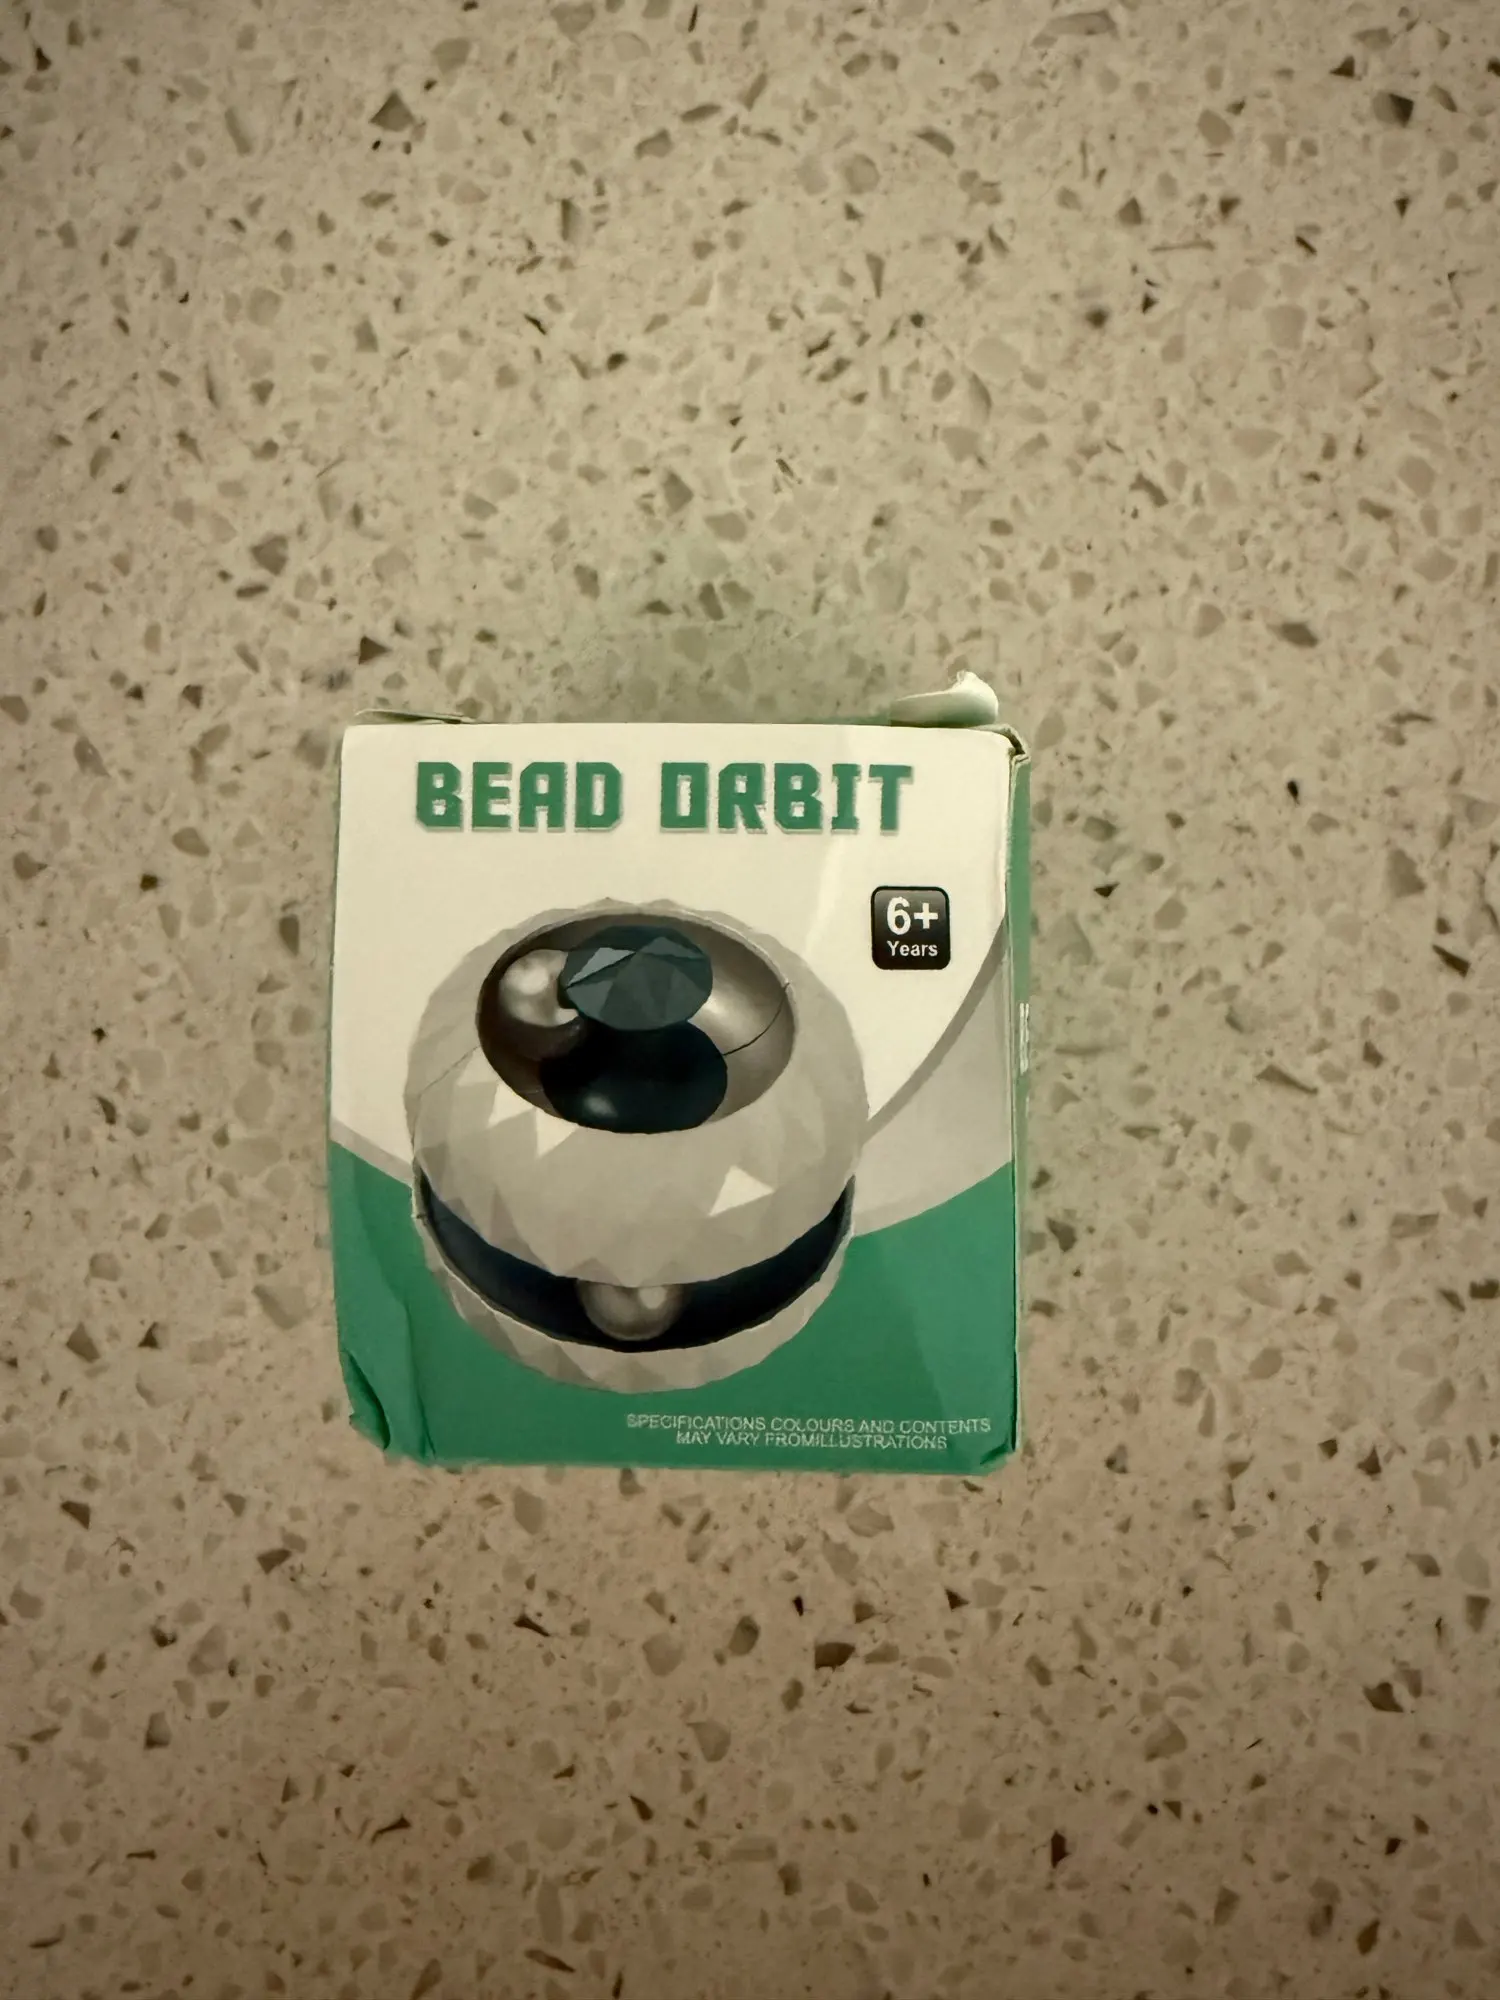 BEAD ORBIT
6+
Years
SPECIFICATIONS COLOURS AND CONTENTS
MAY VARY FROMILLUSTRATIONS